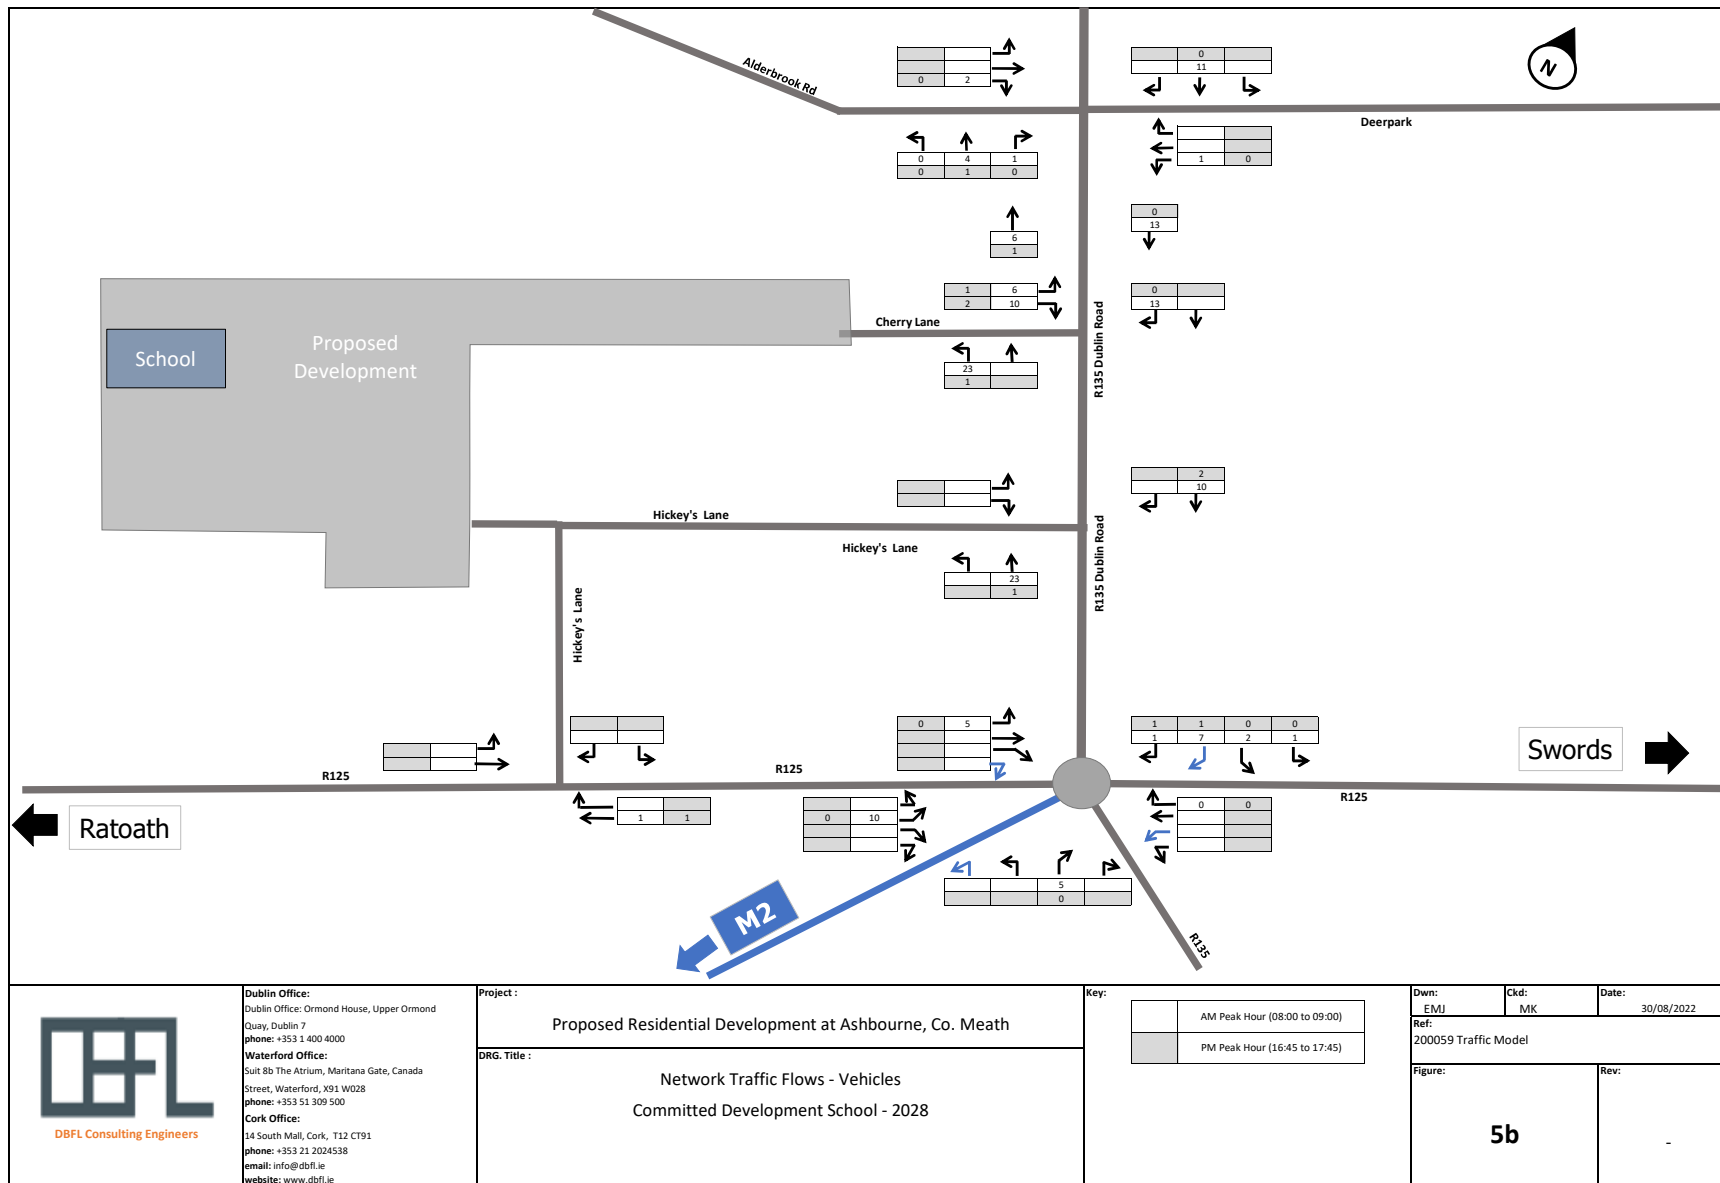 Alderbrook Rd
0 2
0
11
N
Deerpark
0 4 1
0 1 0
1 0
6
1
0
13
1 6
2 10
0
13
Cherry Lane
R135 Dublin Road
School
Proposed
Development
23
1
2
10
Hickey's Lane
Hickey's Lane
R135 Dublin Road
23
1
Hickey's Lane
0 5
1 1 0 0
1 7 2 1
Swords
R125
R125
R125
Ratoath
1 1
0 10
0 0
5
0
M2
R135
DBFL Consulting Engineers
Dublin Office:
Dublin Office: Ormond House, Upper Ormond
Quay, Dublin 7
phone: +353 1 400 4000
Waterford Office:
Suit 8b The Atrium, Maritana Gate, Canada
Street, Waterford, X91 W028
phone: +353 51 309 500
Cork Office:
14 South Mall, Cork, T12 CT91
phone: +353 21 2024538
email: info@dbfl.ie
website: www.dbfl.ie
Project :
Proposed Residential Development at Ashbourne, Co. Meath
DRG. Title :
Network Traffic Flows - Vehicles
Committed Development School - 2028
Key:
AM Peak Hour (08:00 to 09:00)
PM Peak Hour (16:45 to 17:45)
Dwn: Ckd: Date:
EMJ MK 30/08/2022
Ref:
200059 Traffic Model
Figure: Rev:
5b -